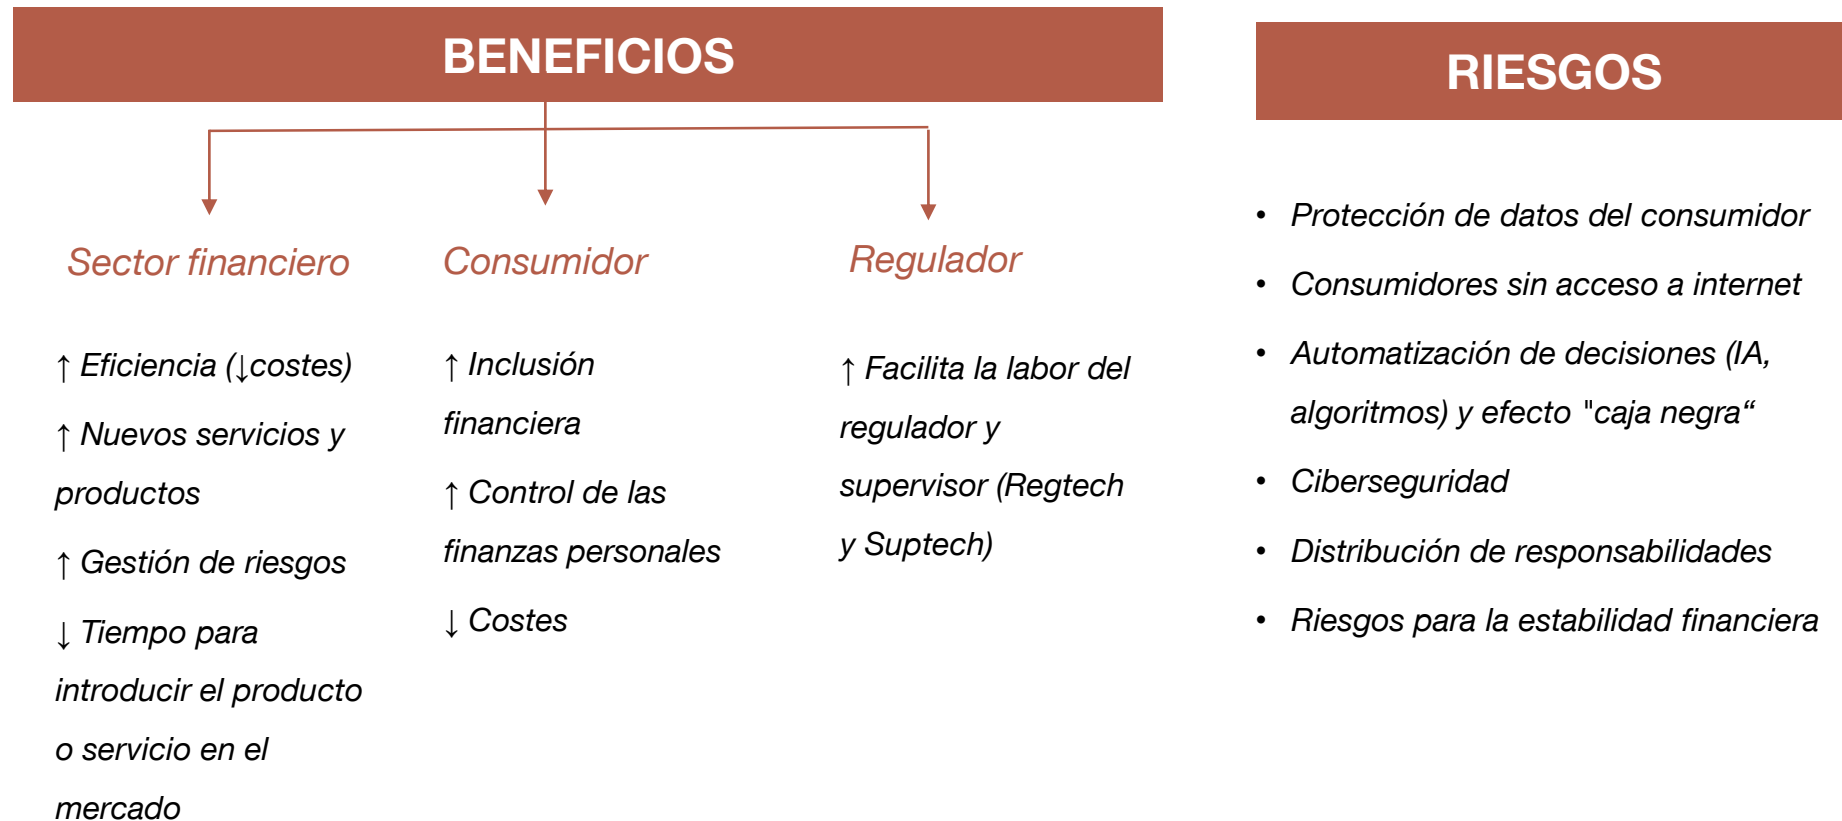 BENEFICIOS
Sector financiero
↑ Eficiencia (↓costes)
↑ Nuevos servicios y
productos
↑ Gestión de riesgos
↓ Tiempo para
introducir el producto
o servicio en el
mercado
Consumidor
↑ Inclusión
financiera
↑ Control de las
finanzas personales
↓ Costes
Regulador
↑ Facilita la labor del
regulador y
supervisor (Regtech
y Suptech)
RIESGOS
• Protección de datos del consumidor
• Consumidores sin acceso a internet
• Automatización de decisiones (IA,
algoritmos) y efecto "caja negra“
• Ciberseguridad
• Distribución de responsabilidades
• Riesgos para la estabilidad financiera